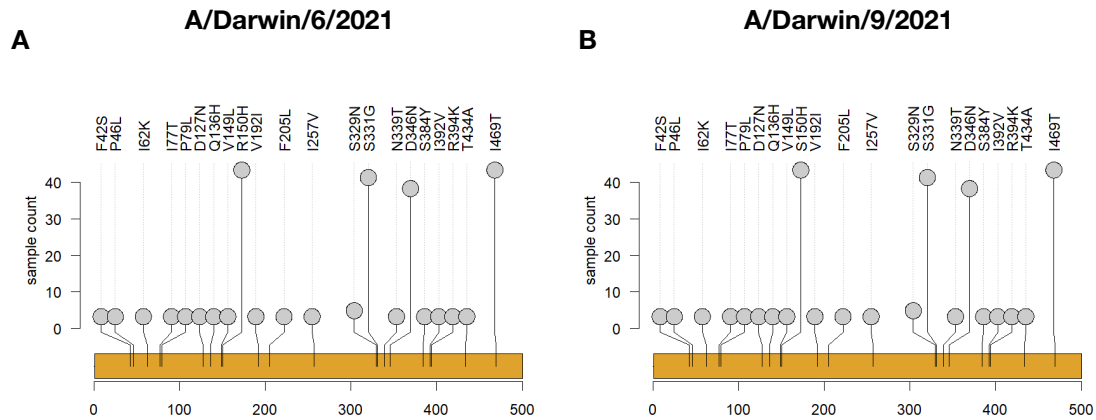 A/Darwin/6/2021
A
F42S P46L I62K I77T P79L D127N Q136H V149L R150H V192I F205L I257V S329N S331G N339T D346N S384Y I392V R394K T434A I469T
sample count
40
30
20
10
0
0 100 200 300 400 500
A/Darwin/9/2021
B
F42S P46L I62K I77T P79L D127N Q136H V149L S150H V192I F205L I257V S329N S331G N339T D346N S384Y I392V R394K T434A I469T
sample count
40
30
20
10
0
0 100 200 300 400 500